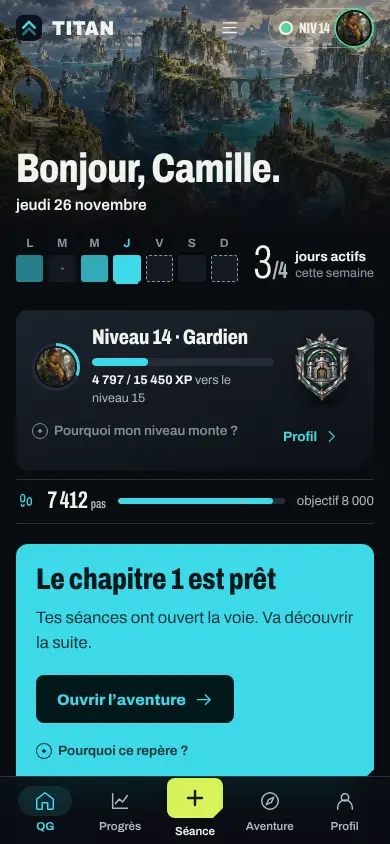 TITAN
NIV 14
Bonjour, Camille.
jeudi 26 novembre
L M M J V S D
3/4 jours actifs
cette semaine
Niveau 14 · Gardien
4 797 / 15 450 XP vers le
niveau 15
Pourquoi mon niveau monte ?
Profil
7 412 pas
objectif 8 000
Le chapitre 1 est prêt
Tes séances ont ouvert la voie. Va découvrir
la suite.
Ouvrir l'aventure →
Pourquoi ce repère ?
QG
Progrès
Séance
Aventure
Profil